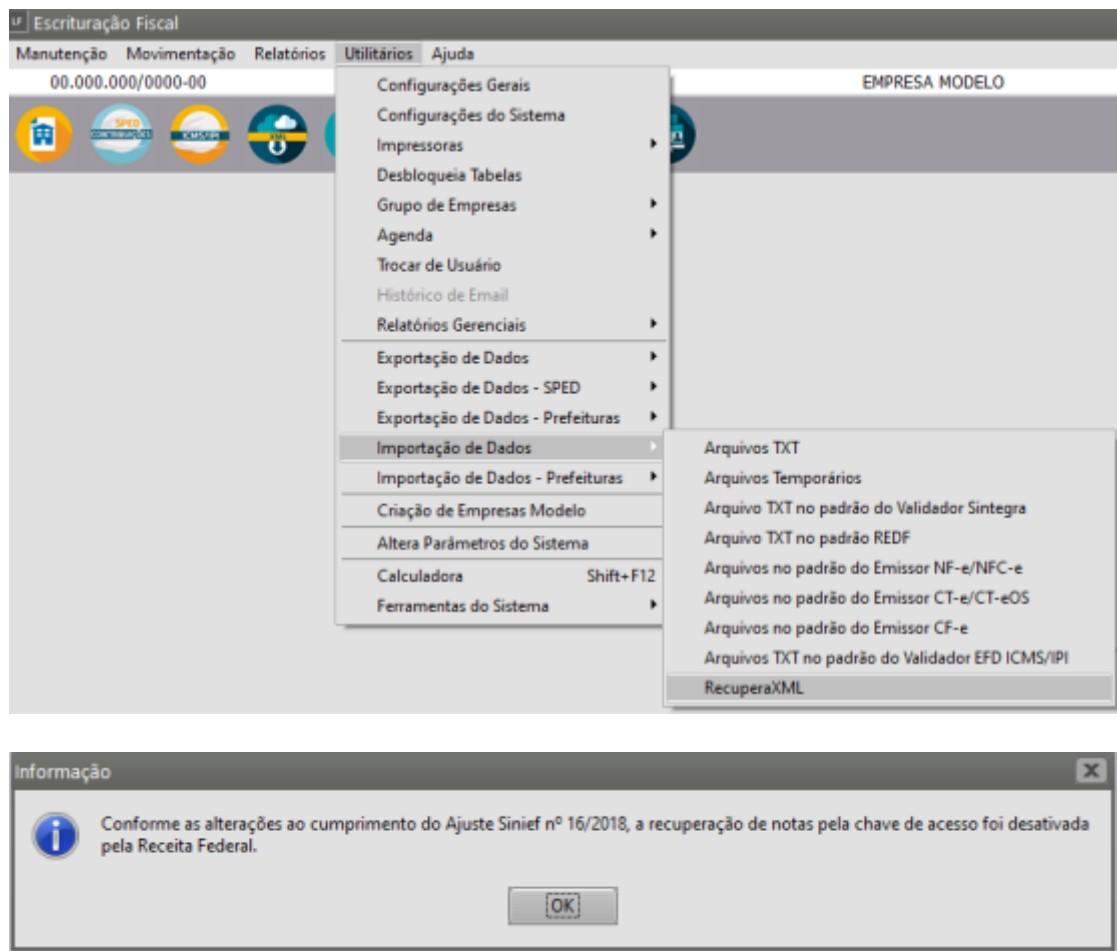 LF Escrituração Fiscal
Manutenção Movimentação Relatórios Utilitários Ajuda
00.000.000/0000-00 EMPRESA MODELO
SPED
CONTRIBUIÇÕES
ICMS/IPI
XML
Configurações Gerais
Configurações do Sistema
Impressoras
Desbloqueia Tabelas
Grupo de Empresas
Agenda
Trocar de Usuário
Histórico de Email
Relatórios Gerenciais
Exportação de Dados
Exportação de Dados - SPED
Exportação de Dados - Prefeituras
Importação de Dados
Importação de Dados - Prefeituras
Criação de Empresas Modelo
Altera Parâmetros do Sistema
Calculadora Shift+F12
Ferramentas do Sistema
Arquivos TXT
Arquivos Temporários
Arquivo TXT no padrão do Validador Sintegra
Arquivo TXT no padrão REDF
Arquivos no padrão do Emissor NF-e/NFC-e
Arquivos no padrão do Emissor CT-e/CT-eOS
Arquivos no padrão do Emissor CF-e
Arquivos TXT no padrão do Validador EFD ICMS/IPI
RecuperaXML
Informação
Conforme as alterações ao cumprimento do Ajuste Sinief nº 16/2018, a recuperação de notas pela chave de acesso foi desativada
pela Receita Federal.
OK